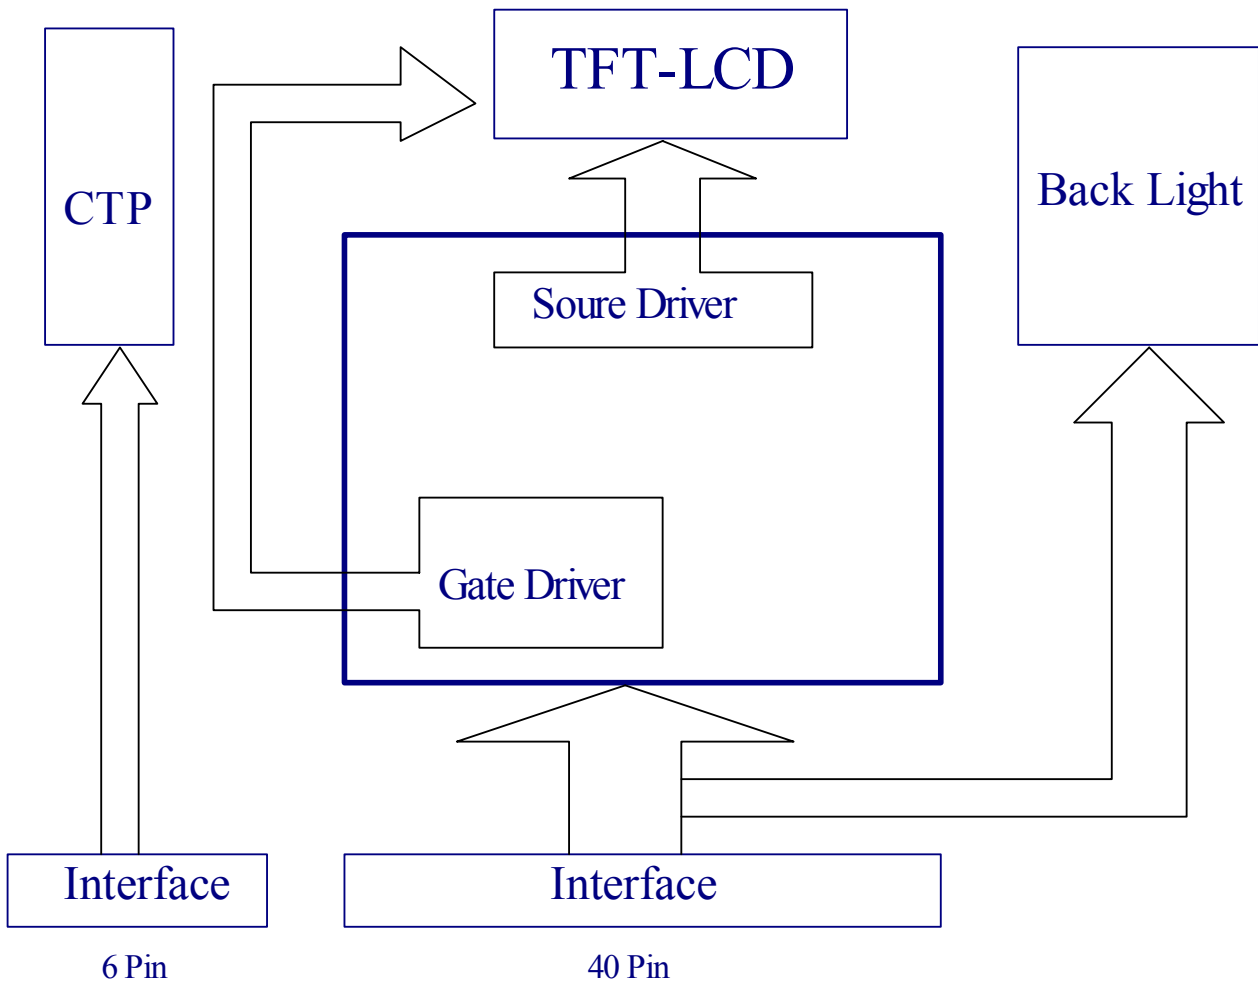 TFT-LCD
CTP
Back Light
Soure Driver
Gate Driver
Interface
Interface
6 Pin
40 Pin